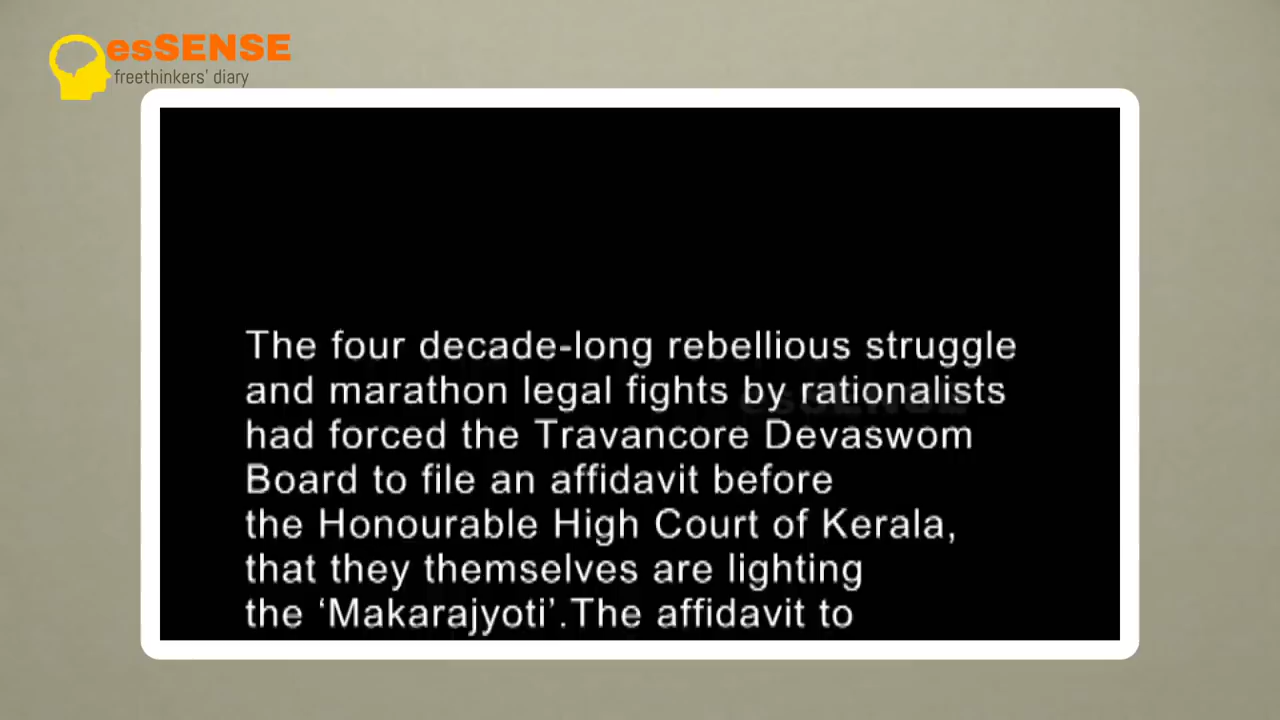 esSENSE
freethinkers' diary
The four decade-long rebellious struggle
and marathon legal fights by rationalists
had forced the Travancore Devaswom
Board to file an affidavit before
the Honourable High Court of Kerala,
that they themselves are lighting
the ‘Makarajyoti’.The affidavit to